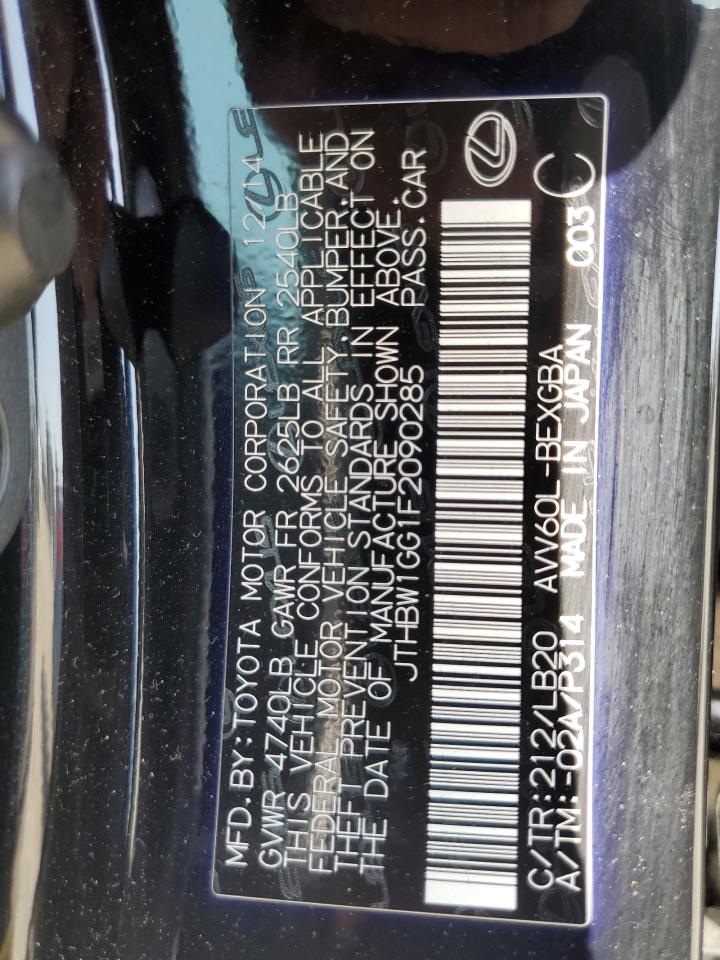 MFD.BY:TOYOTA MOTOR CORPORATION 12/14
GVWR 4740LB GAWR FR 2625LB RR 2540LB
THIS VEHICLE CONFORMS TO ALL APPLICABLE
FEDERAL MOTOR VEHICLE SAFETY,BUMPER,AND
THEFT PREVENTION STANDARDS IN EFFECT ON
THE DATE OF MANUFACTURE SHOWN ABOVE.
JTHBW1GG1F2090285 PASS.CAR
C/TR:212/LB20 AVV60L-BEXGBA
A/TM:-02A/P314 MADE IN JAPAN 003 C